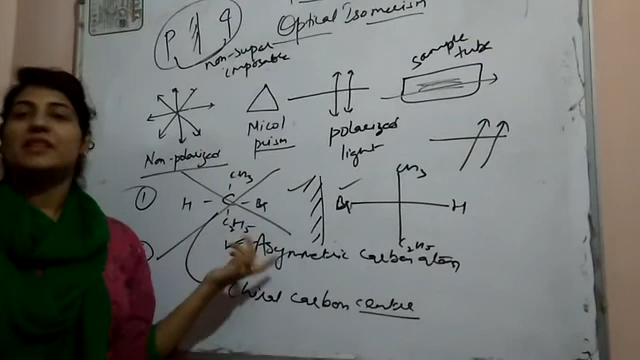 Optical Isomerism
P q
non-super
imposable
sample
tube
Non-polarized
Nicol
prism
polarized
light
1
CH3
H - C - Br
C2H5
CH3
Br H
C2H5
Asymmetric carbon atom
Chiral carbon centre